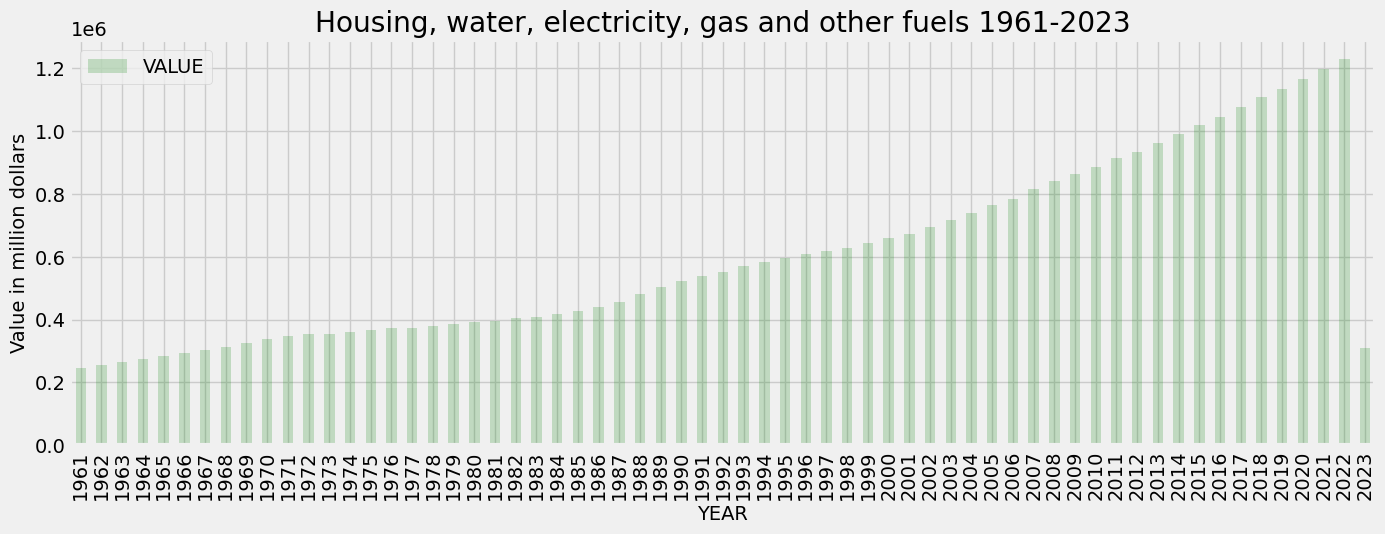 Housing, water, electricity, gas and other fuels 1961-2023
1e6
VALUE
Value in million dollars
1.2
1.0
0.8
0.6
0.4
0.2
0.0
1961 1962 1963 1964 1965 1966 1967 1968 1969 1970 1971 1972 1973 1974 1975 1976 1977 1978 1979 1980 1981 1982 1983 1984 1985 1986 1987 1988 1989 1990 1991 1992 1993 1994 1995 1996 1997 1998 1999 2000 2001 2002 2003 2004 2005 2006 2007 2008 2009 2010 2011 2012 2013 2014 2015 2016 2017 2018 2019 2020 2021 2022 2023
YEAR